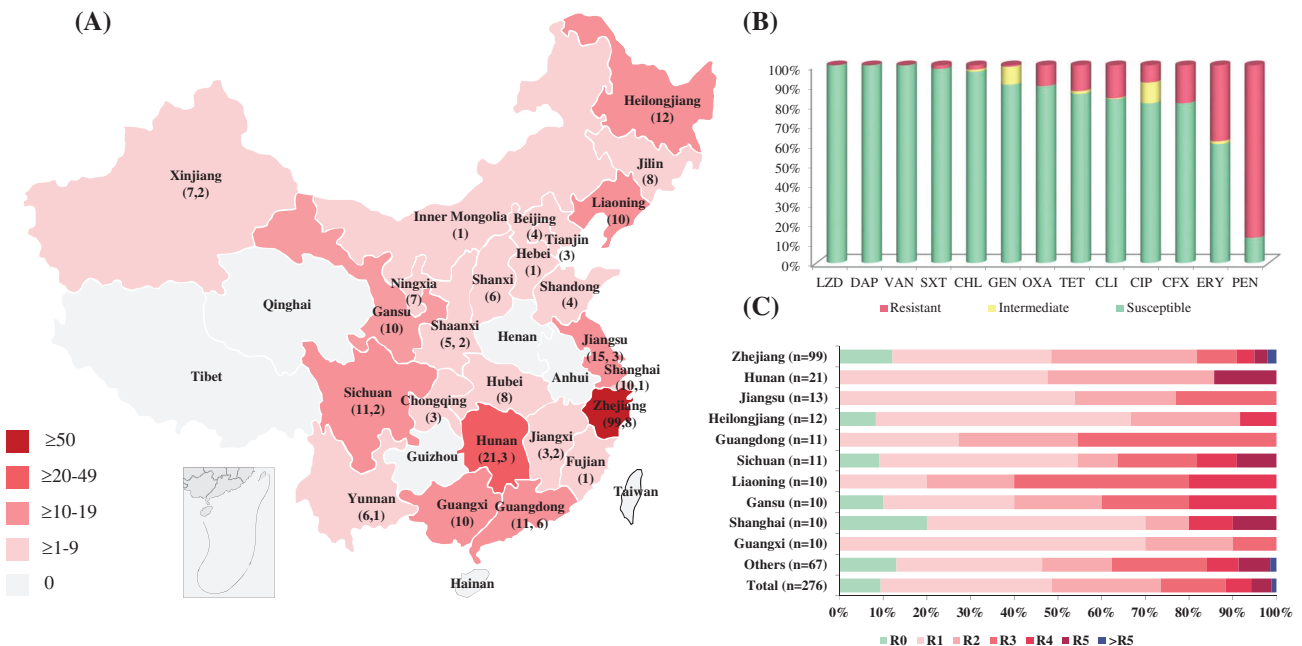 (A)
Heilongjiang
(12)
Jilin
(8)
Xinjiang
(7,2)
Liaoning
(10)
Inner Mongolia
(1)
Beijing
(4)
Tianjin
(3)
Hebei
(1)
Ningxia
(7)
Shanxi
(6)
Shandong
(4)
Qinghai
Gansu
(10)
Shaanxi
(5, 2)
Henan
Jiangsu
(15, 3)
Shanghai
(10,1)
Tibet
Anhui
Sichuan
(11,2)
Hubei
(8)
Chongqing
(3)
Zhejiang
(99,8)
Hunan
(21,3 )
Jiangxi
(3,2)
Guizhou
Fujian
(1)
Taiwan
Yunnan
(6,1)
Guangxi
(10)
Guangdong
(11, 6)
Hainan
≥50
≥20-49
≥10-19
≥1-9
0
(B)
100%
90%
80%
70%
60%
50%
40%
30%
20%
10%
0%
LZD DAP VAN SXT CHL GEN OXA TET CLI CIP CFX ERY PEN
Resistant Intermediate Susceptible
(C)
Zhejiang (n=99)
Hunan (n=21)
Jiangsu (n=13)
Heilongjiang (n=12)
Guangdong (n=11)
Sichuan (n=11)
Liaoning (n=10)
Gansu (n=10)
Shanghai (n=10)
Guangxi (n=10)
Others (n=67)
Total (n=276)
0% 10% 20% 30% 40% 50% 60% 70% 80% 90% 100%
R0 R1 R2 R3 R4 R5 >R5